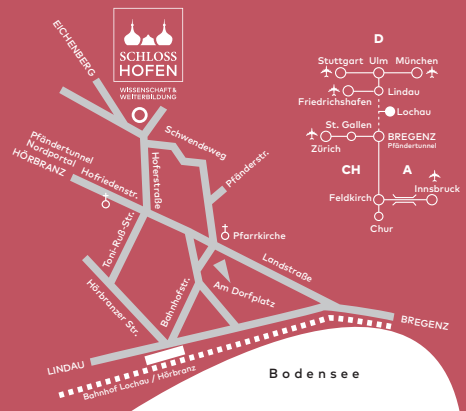 SCHLOSS
HOFEN
WISSENSCHAFT &
WEITERBILDUNG
EICHENBERG
Schwendeweg
Pfändertunnel
Nordportal
HÖRBRANZ
Hofriedenstr.
Hoferstraße
Pfänderstr.
Toni-Ruß-Str.
Pfarrkirche
Landstraße
Hörbranzer Str.
Bahnhofstr.
Am Dorfplatz
LINDAU
BREGENZ
Bahnhof Lochau / Hörbranz
Bodensee
D
Stuttgart Ulm München
Lindau
Friedrichshafen
Lochau
St. Gallen
BREGENZ
Pfändertunnel
Zürich
CH A
Innsbruck
Feldkirch
Chur